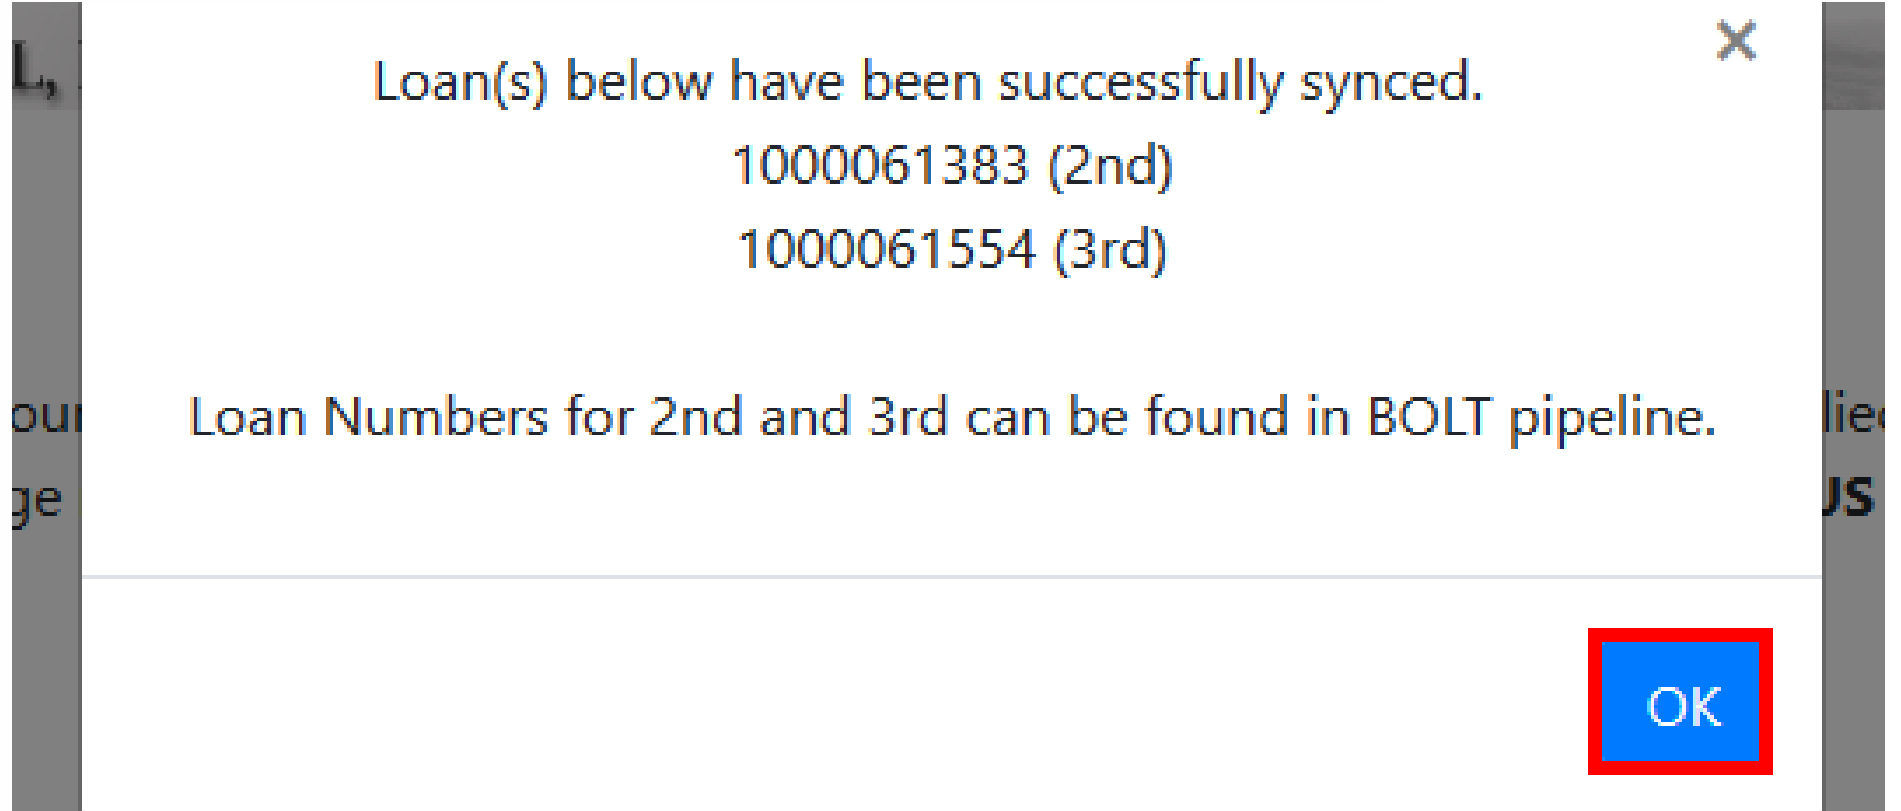 L,
Loan(s) below have been successfully synced.
1000061383 (2nd)
1000061554 (3rd)
Loan Numbers for 2nd and 3rd can be found in BOLT pipeline.
ge
OK